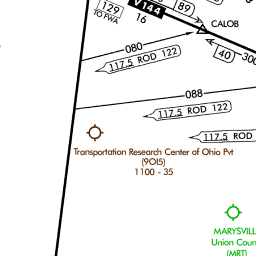 129
TO FWA
V144
16
89
CALOB
40
300
080
117.5 ROD 122
088
117.5 ROD 122
117.5 ROD 122
Transportation Research Center of Ohio Pvt
(9OI5)
1100 - 35
MARYSVILL
Union Coun
(MRT)